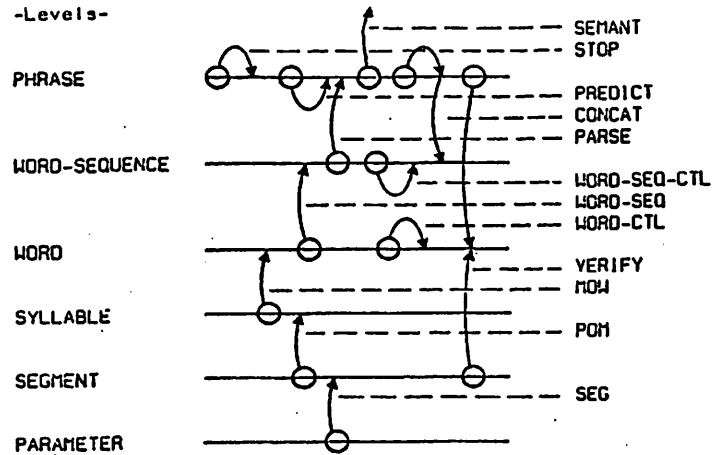 -Levels-
SEMANT
STOP
PHRASE
PREDICT
CONCAT
PARSE
WORD-SEQUENCE
WORD-SEQ-CTL
WORD-SEQ
WORD-CTL
WORD
VERIFY
MOW
SYLLABLE
POM
SEGMENT
SEG
PARAMETER